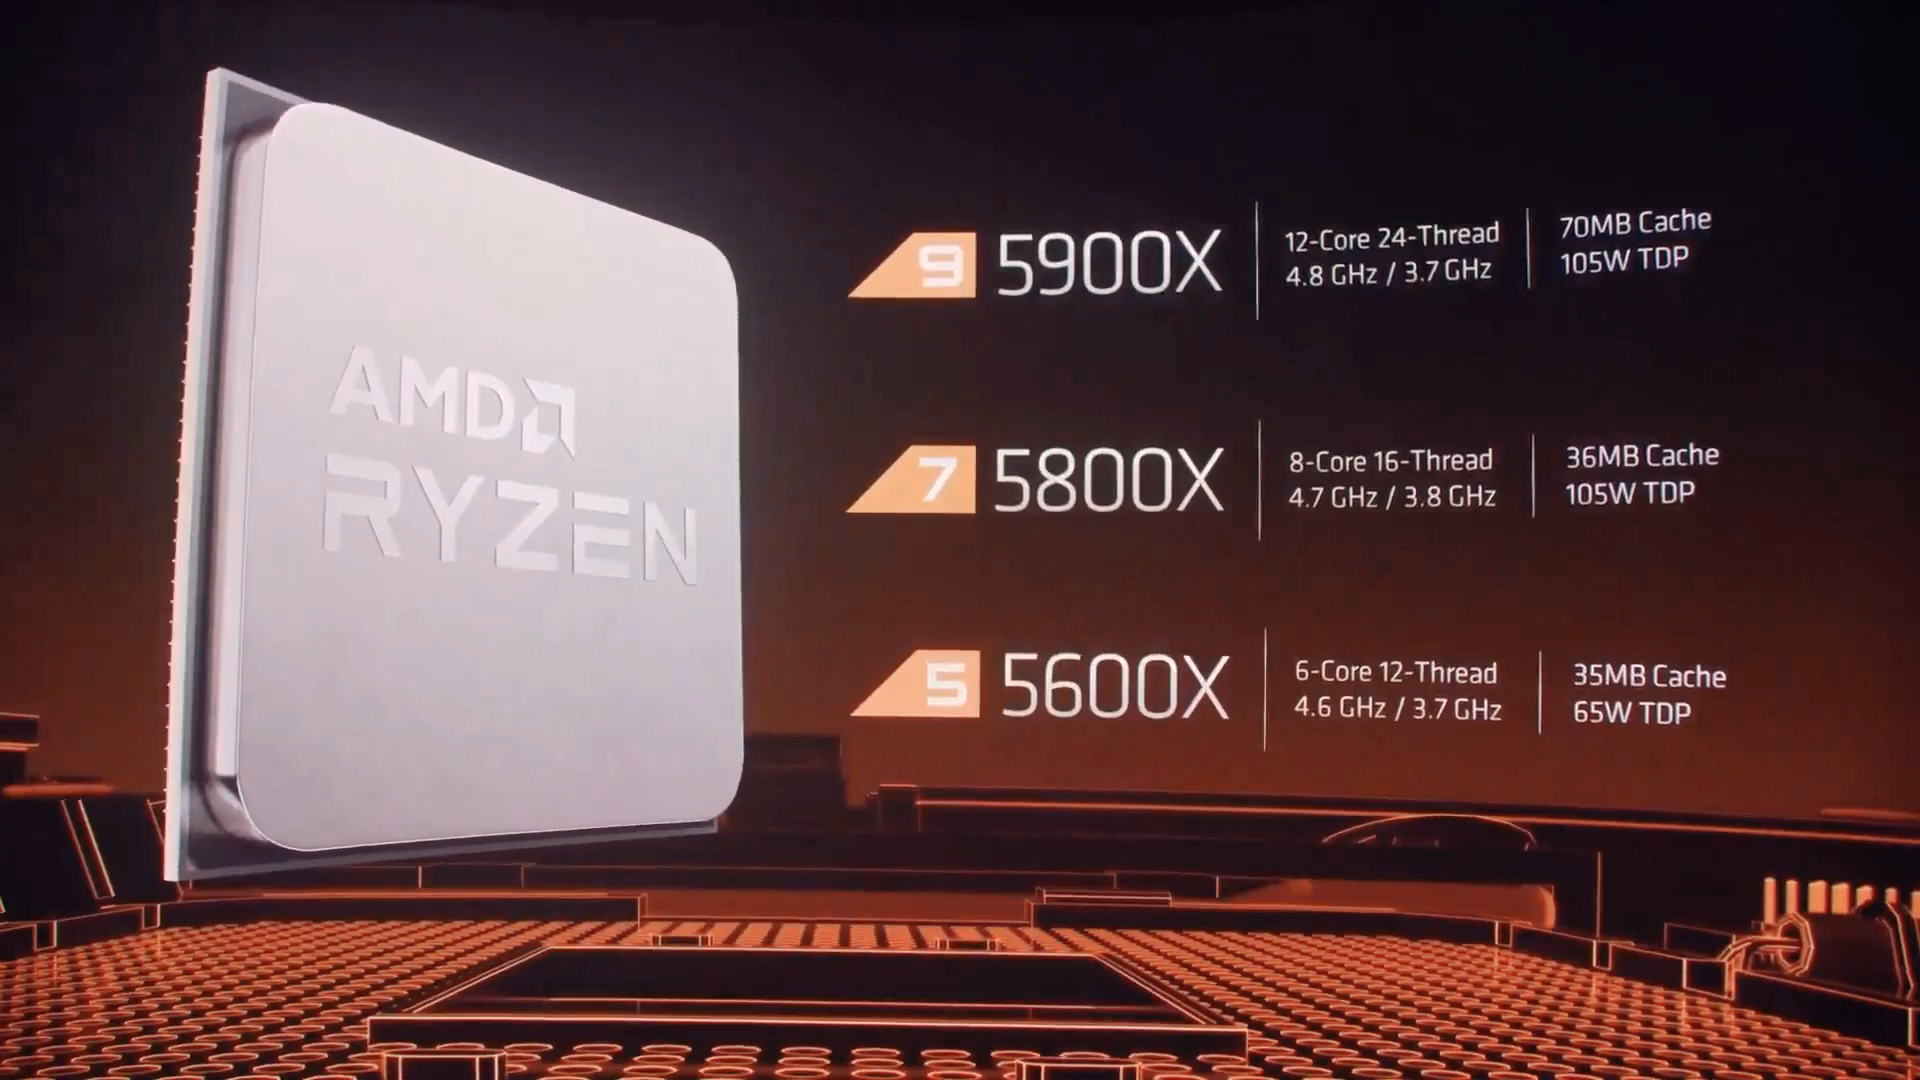 AMD
RYZEN
9 5900X
12-Core 24-Thread
4.8 GHz / 3.7 GHz
70MB Cache
105W TDP
7 5800X
8-Core 16-Thread
4.7 GHz / 3.8 GHz
36MB Cache
105W TDP
5 5600X
6-Core 12-Thread
4.6 GHz / 3.7 GHz
35MB Cache
65W TDP